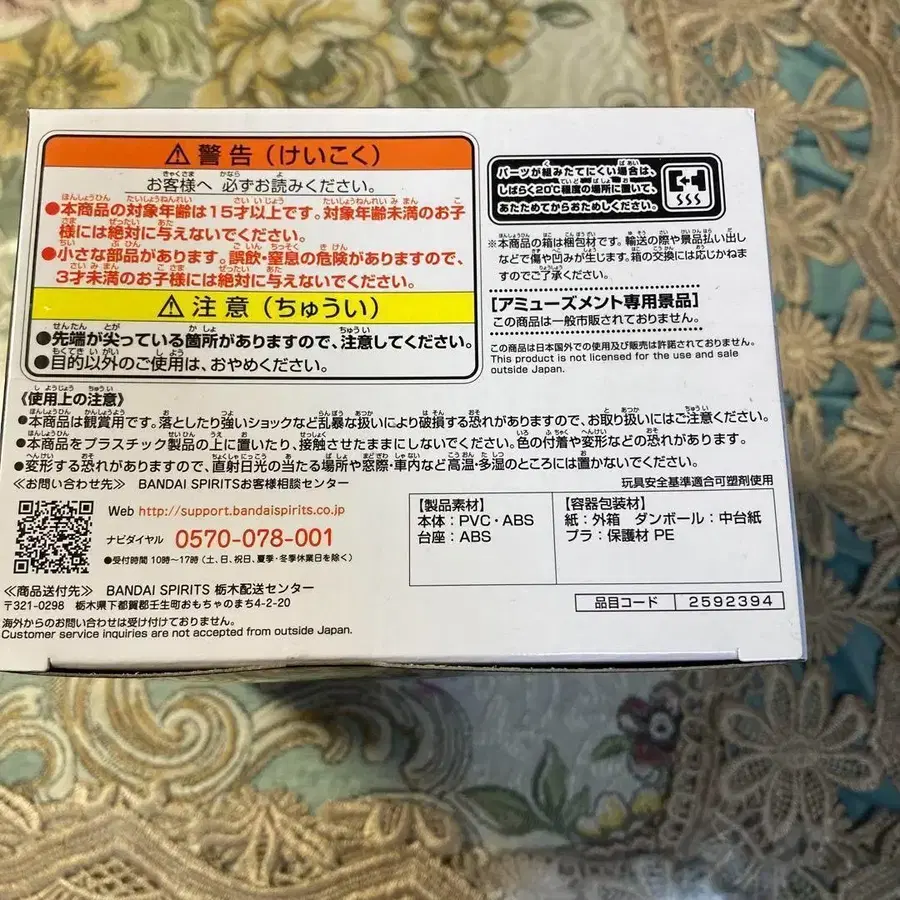 ⚠警告(けいこく)
お客様へ 必ずお読みください。
●本商品の対象年齢は15才以上です。対象年齢未満のお子
様には絶対に与えないでください。
●小さな部品があります。誤飲・窒息の危険がありますので、
3才未満のお子様には絶対に与えないでください。
⚠注意(ちゅうい)
●先端が尖っている箇所がありますので、注意してください。
●目的以外のご使用は、おやめください。
パーツが組みたてにくい場合は、
しばらく20℃程度の場所に置いて、
あたためてからおためしください。
※本商品の箱は梱包材です。輸送の際や景品払い出し
などで傷や凹みが生じます。箱の交換には応じかねま
すのでご了承ください。
[アミューズメント専用景品]
この商品は一般市販されておりません。
この商品は日本国外での使用及び販売は許諾されておりません。
This product is not licensed for the use and sale
outside Japan.
《使用上の注意》
●本商品は観賞用です。落としたり強いショックなど乱暴な扱いにより破損する恐れがありますので、お取り扱いにはご注意ください。
●本商品をプラスチック製品の上に置いたり、接触させたままにしないでください。色の付着や変形などの恐れがあります。
●変形する恐れがありますので、直射日光の当たる場所や窓際・車内など高温・多湿のところには置かないでください。
≪お問い合わせ先≫ BANDAI SPIRITSお客様相談センター
Web http://support.bandaispirits.co.jp
ナビダイヤル 0570-078-001
●受付時間 10時~17時(土、日、祝日、夏季・冬季休業日を除く)
≪商品送付先≫ BANDAI SPIRITS 栃木配送センター
〒321-0298 栃木県下都賀郡壬生町おもちゃのまち4-2-20
海外からのお問い合わせは受け付けておりません。
Customer service inquiries are not accepted from outside Japan.
玩具安全基準適合可塑剤使用
【製品素材】
本体:PVC・ABS
台座:ABS
【容器包装材】
紙:外箱 ダンボール:中台紙
プラ:保護材 PE
品目コード 2592394